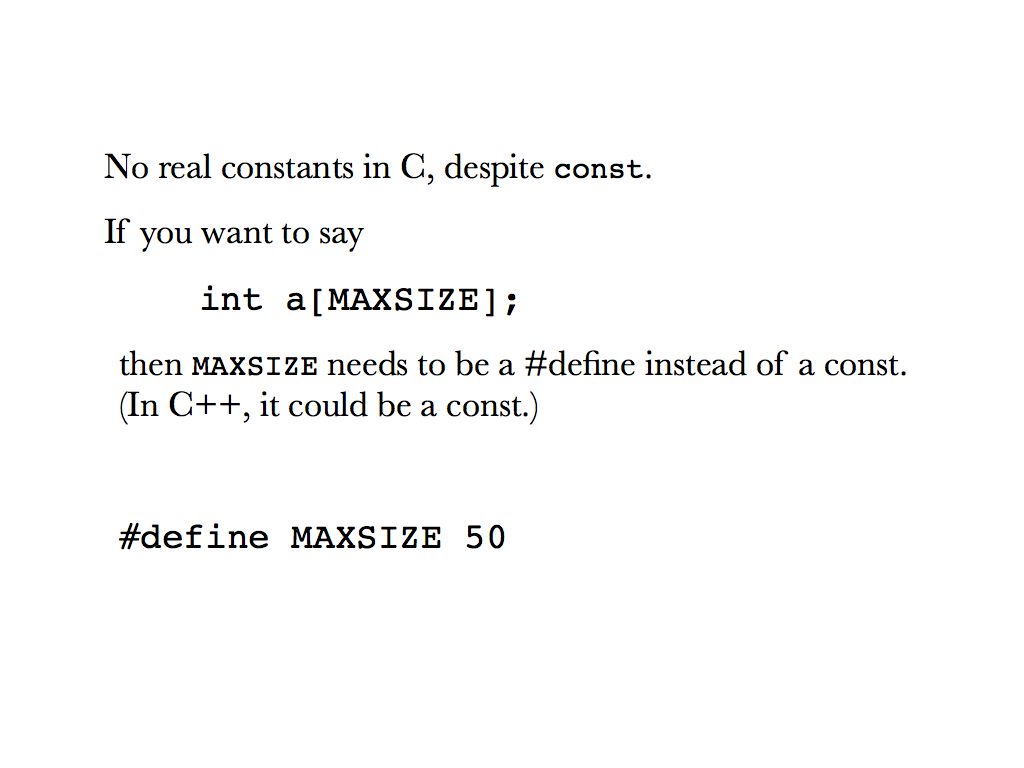 No real constants in C, despite const.
If you want to say
int a[MAXSIZE];
then MAXSIZE needs to be a #define instead of a const.
(In C++, it could be a const.)
#define MAXSIZE 50